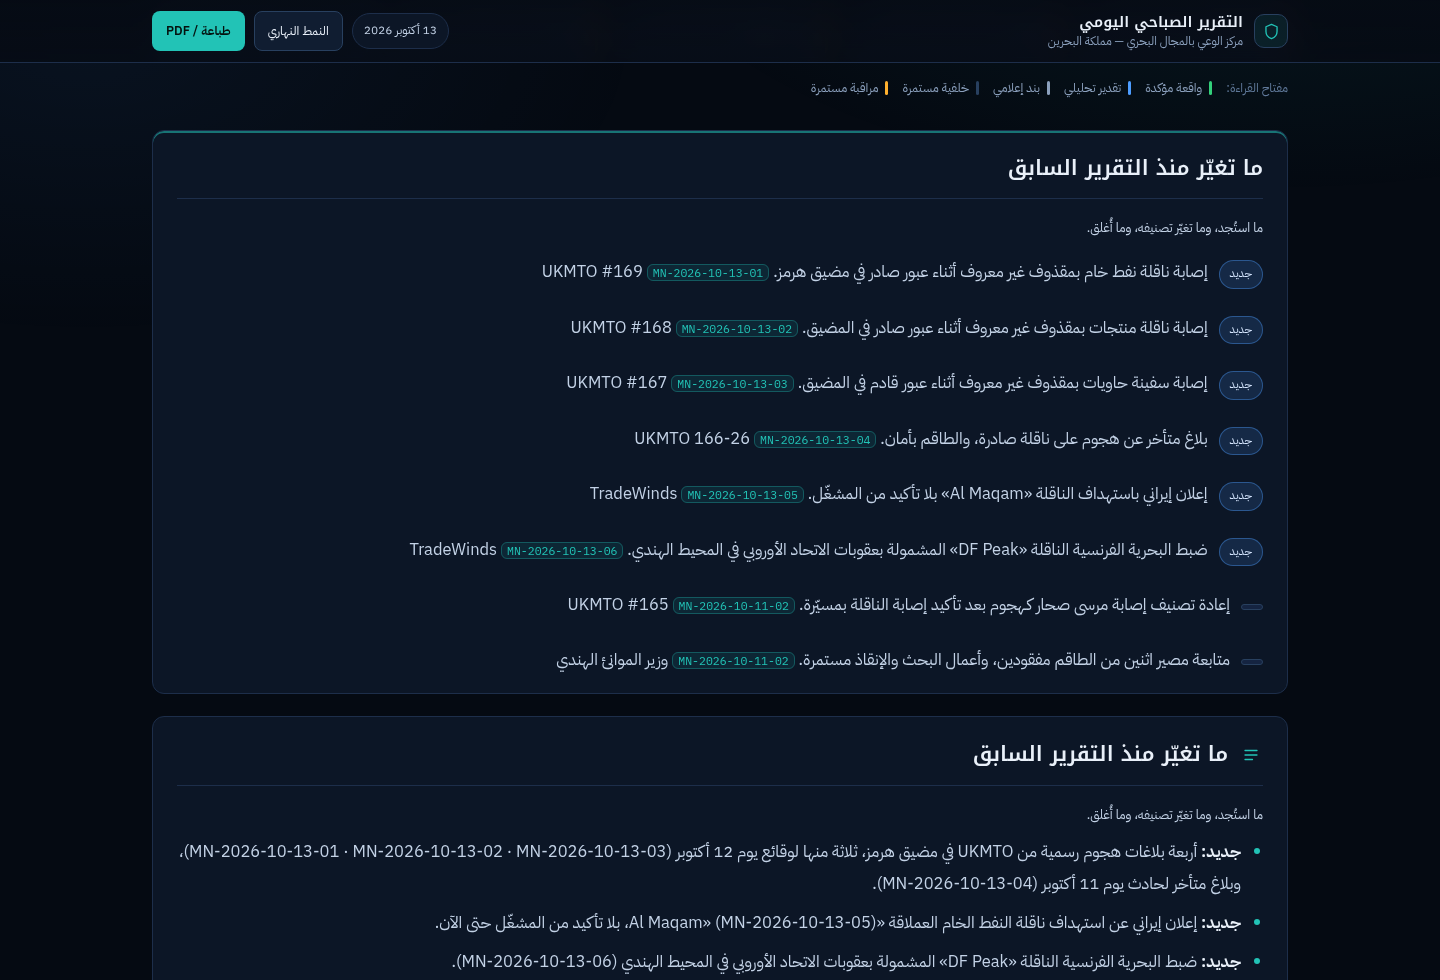 التقرير الصباحي اليومي
مركز الوعي بالمجال البحري — مملكة البحرين
13 أكتوبر 2026
النمط النهاري
طباعة / PDF
مفتاح القراءة: واقعة مؤكدة تقدير تحليلي بند إعلامي خلفية مستمرة مراقبة مستمرة
ما تغيّر منذ التقرير السابق
ما استُجد، وما تغيّر تصنيفه، وما أُغلق.
جديد إصابة ناقلة نفط خام بمقذوف غير معروف أثناء عبور صادر في مضيق هرمز. MN-2026-10-13-01 UKMTO #169
جديد إصابة ناقلة منتجات بمقذوف غير معروف أثناء عبور صادر في المضيق. MN-2026-10-13-02 UKMTO #168
جديد إصابة سفينة حاويات بمقذوف غير معروف أثناء عبور قادم في المضيق. MN-2026-10-13-03 UKMTO #167
جديد بلاغ متأخر عن هجوم على ناقلة صادرة، والطاقم بأمان. MN-2026-10-13-04 UKMTO 166-26
جديد إعلان إيراني باستهداف الناقلة «Al Maqam» بلا تأكيد من المشغّل. MN-2026-10-13-05 TradeWinds
جديد ضبط البحرية الفرنسية الناقلة «DF Peak» المشمولة بعقوبات الاتحاد الأوروبي في المحيط الهندي. MN-2026-10-13-06 TradeWinds
إعادة تصنيف إصابة مرسى صحار كهجوم بعد تأكيد إصابة الناقلة بمسيّرة. MN-2026-10-11-02 UKMTO #165
متابعة مصير اثنين من الطاقم مفقودين، وأعمال البحث والإنقاذ مستمرة. MN-2026-10-11-02 وزير الموانئ الهندي
ما تغيّر منذ التقرير السابق
ما استُجد، وما تغيّر تصنيفه، وما أُغلق.
جديد: أربعة بلاغات هجوم رسمية من UKMTO في مضيق هرمز، ثلاثة منها لوقائع يوم 12 أكتوبر (MN-2026-10-13-01 · MN-2026-10-13-02 · MN-2026-10-13-03)،
وبلاغ متأخر لحادث يوم 11 أكتوبر (MN-2026-10-13-04).
جديد: إعلان إيراني عن استهداف ناقلة النفط الخام العملاقة «Al Maqam» (MN-2026-10-13-05)، بلا تأكيد من المشغّل حتى الآن.
جديد: ضبط البحرية الفرنسية الناقلة «DF Peak» المشمولة بعقوبات الاتحاد الأوروبي في المحيط الهندي (MN-2026-10-13-06).